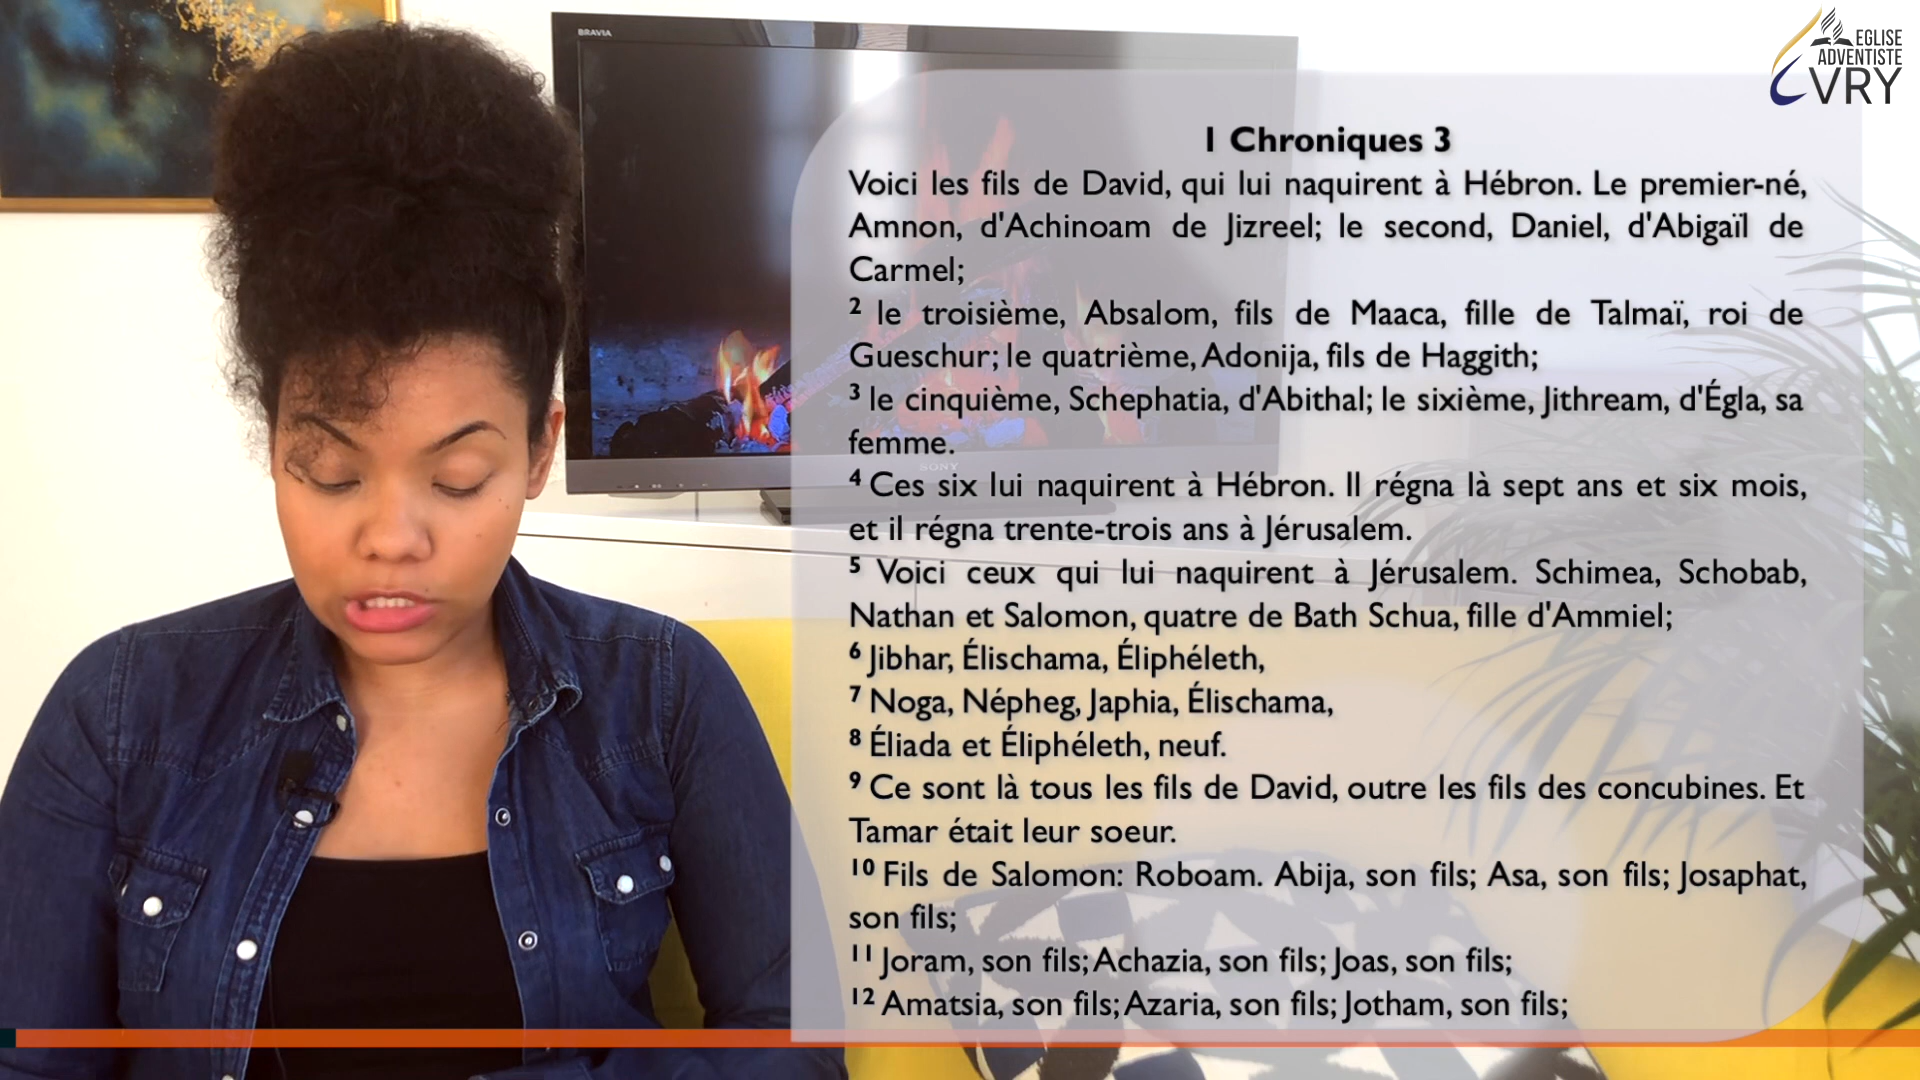 BRAVIA
EGLISE
ADVENTISTE
VRY
1 Chroniques 3
Voici les fils de David, qui lui naquirent à Hébron. Le premier-né,
Amnon, d'Achinoam de Jizreel; le second, Daniel, d'Abigaïl de
Carmel;
2 le troisième, Absalom, fils de Maaca, fille de Talmaï, roi de
Gueschur; le quatrième, Adonija, fils de Haggith;
3 le cinquième, Schephatia, d'Abithal; le sixième, Jithream, d'Égla, sa
femme.
SONY
4 Ces six lui naquirent à Hébron. Il régna là sept ans et six mois,
et il régna trente-trois ans à Jérusalem.
5 Voici ceux qui lui naquirent à Jérusalem. Schimea, Schobab,
Nathan et Salomon, quatre de Bath Schua, fille d'Ammiel;
6 Jibhar, Élischama, Éliphéleth,
7 Noga, Népheg, Japhia, Élischama,
8 Éliada et Éliphéleth, neuf.
9 Ce sont là tous les fils de David, outre les fils des concubines. Et
Tamar était leur soeur.
10 Fils de Salomon: Roboam. Abija, son fils; Asa, son fils; Josaphat,
son fils;
11 Joram, son fils; Achazia, son fils; Joas, son fils;
12 Amatsia, son fils; Azaria, son fils; Jotham, son fils;